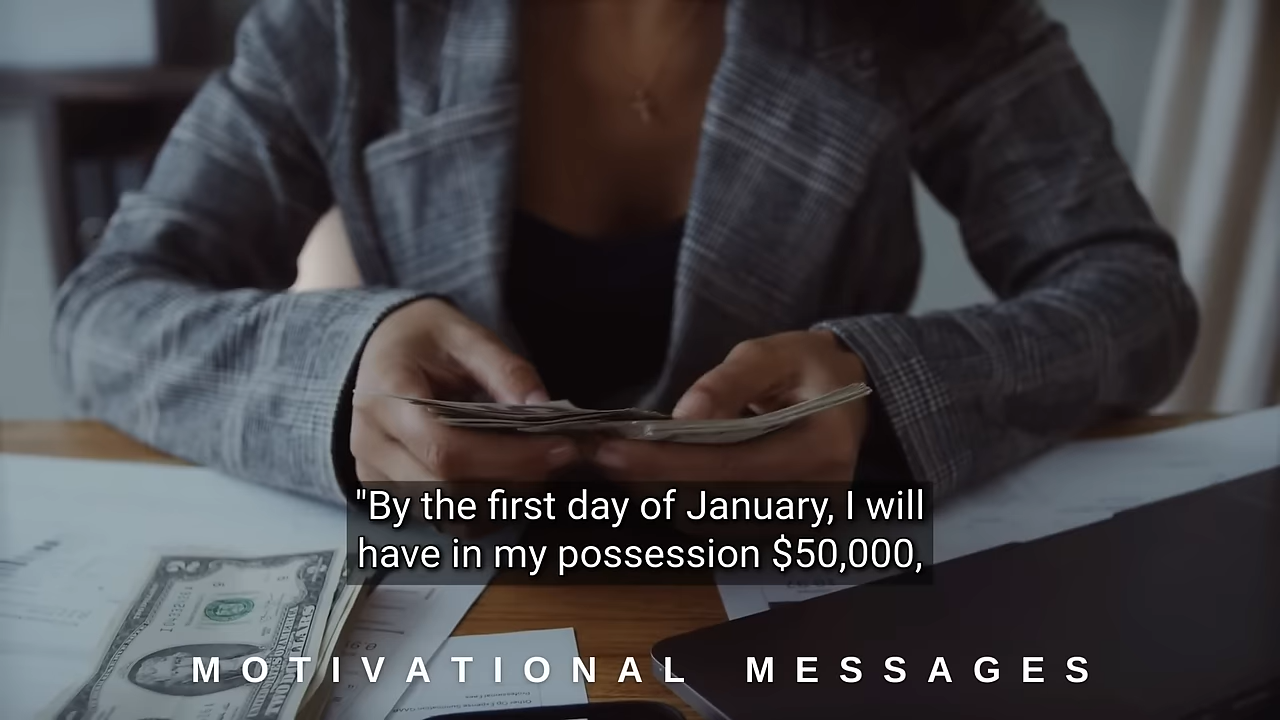 "By the first day of January, I will
have in my possession $50,000,
MOTIVATIONAL MESSAGES